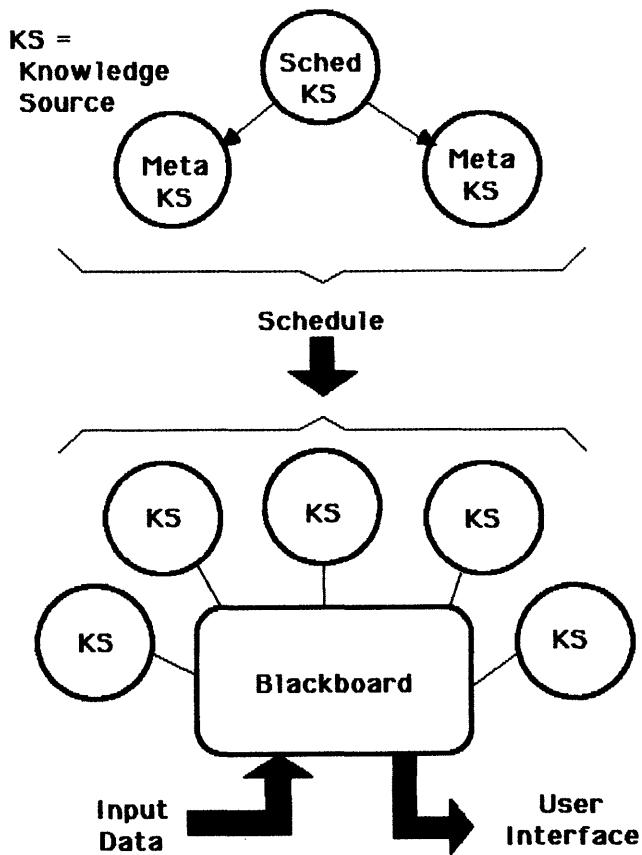 KS =
Knowledge
Source
Sched
KS
Meta
KS
Meta
KS
Schedule
KS
KS
KS
KS
KS
Blackboard
Input
Data
User
Interface